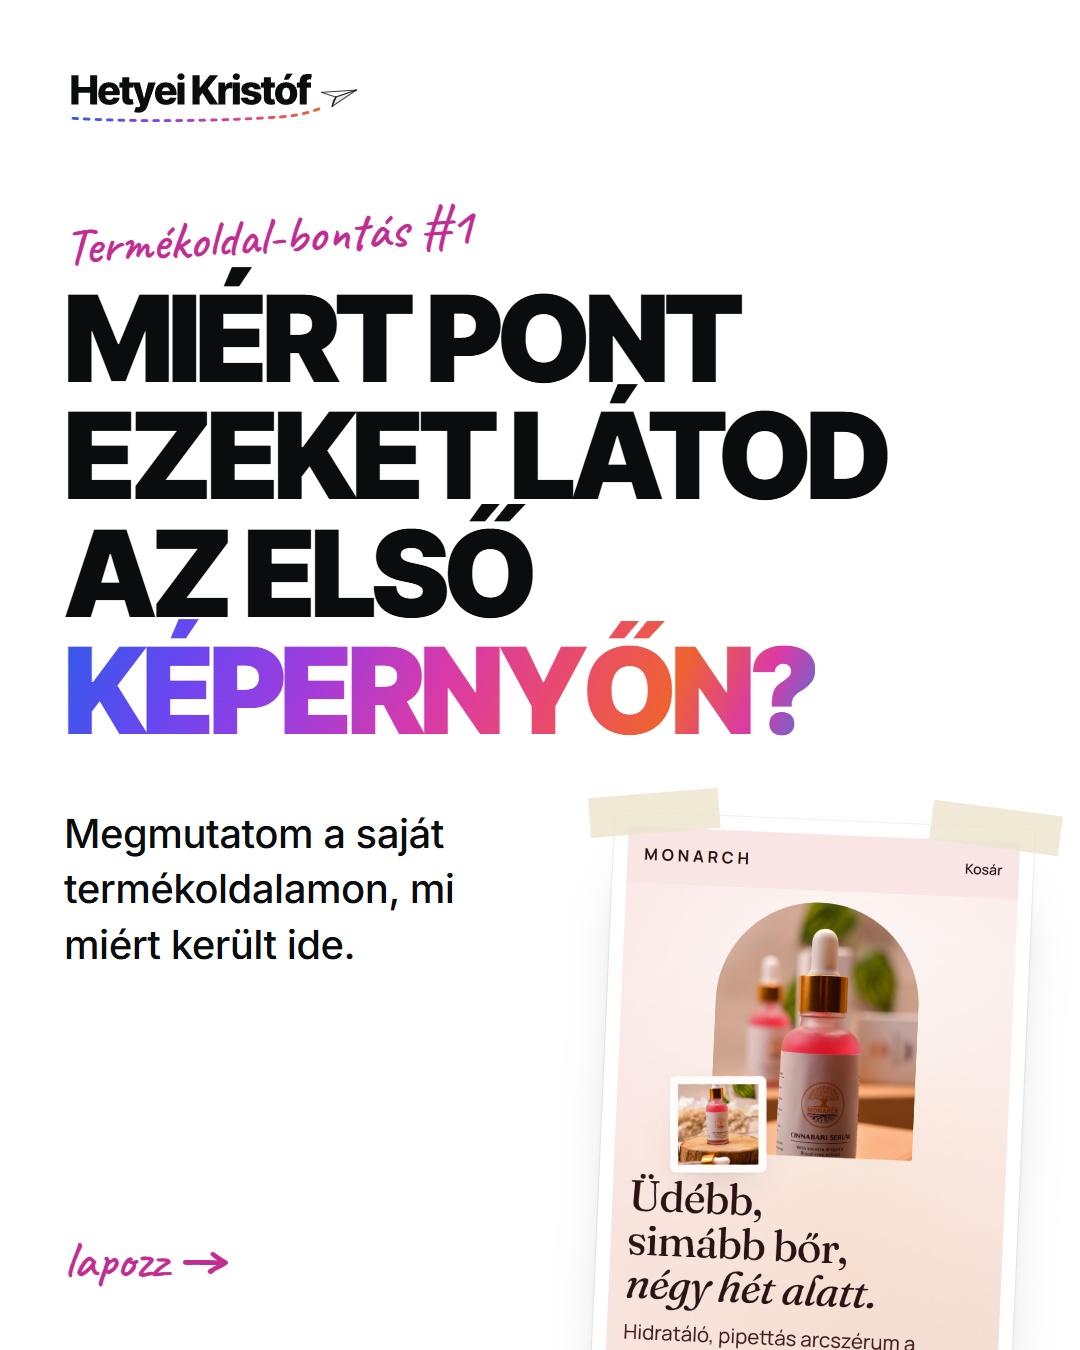 Hetyei Kristóf
Termékoldal-bontás #1
MIÉRT PONT
EZEKET LÁTOD
AZ ELSŐ
KÉPERNYŐN?
Megmutatom a saját
termékoldalamon, mi
miért került ide.
lapozz →
MONARCH
Kosár
MONARCH
CINNABARI SERUM
Üdébb,
simább bőr,
négy hét alatt.
Hidratáló, pipettás arcszérum a